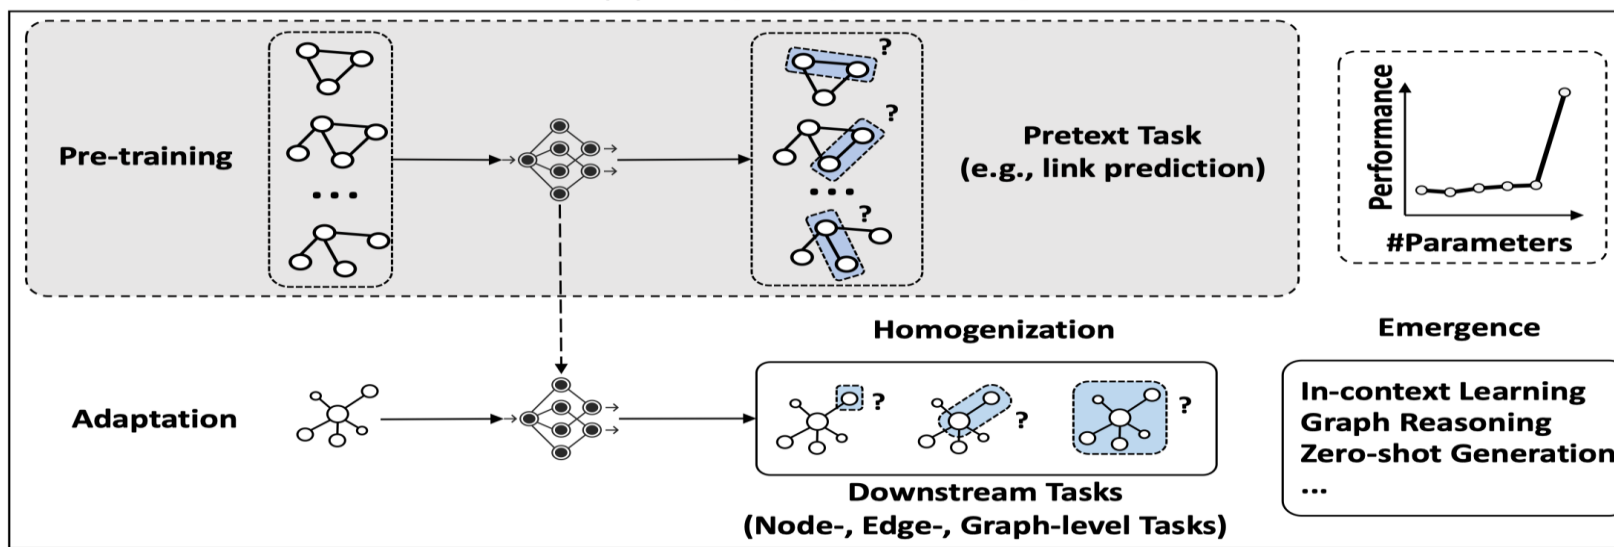 Pre-training
?
?
. . .
. . .
?
Pretext Task
(e.g., link prediction)
Performance
#Parameters
Homogenization
Emergence
Adaptation
?
?
?
Downstream Tasks
(Node-, Edge-, Graph-level Tasks)
In-context Learning
Graph Reasoning
Zero-shot Generation
...